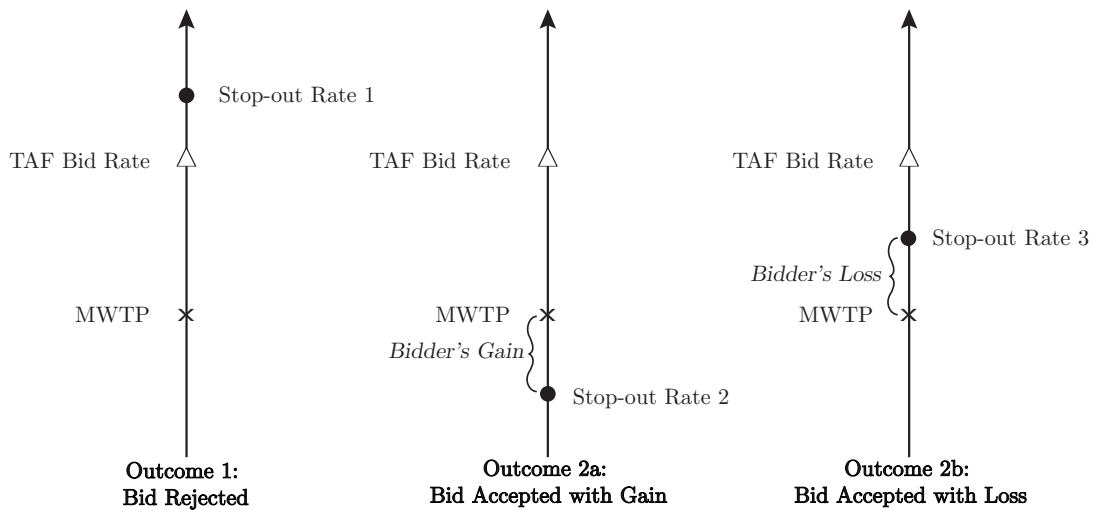 Stop-out Rate 1
TAF Bid Rate
MWTP
Outcome 1:
Bid Rejected
TAF Bid Rate
MWTP
Bidder's Gain
Stop-out Rate 2
Outcome 2a:
Bid Accepted with Gain
TAF Bid Rate
Stop-out Rate 3
Bidder's Loss
MWTP
Outcome 2b:
Bid Accepted with Loss